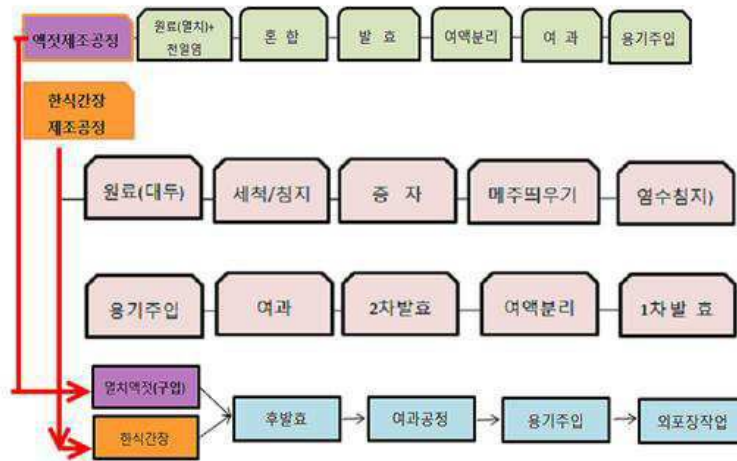 액젓제조공정
원료(멸치)+
전일염
혼 합
발 효
여액분리
여 과
용기주입
한식간장
제조공정
원료(대두)
세척/침지
증 자
메주띄우기
염수침지)
용기주입
여과
2차발효
여액분리
1차발 효
멸치액젓(구입)
한식간장
후발효
여과공정
용기주입
외포장작업